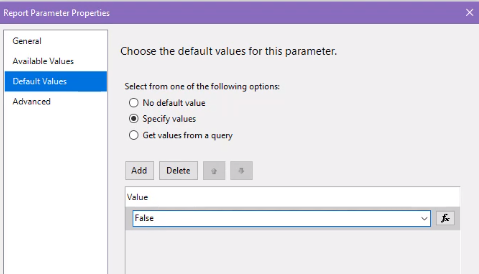 Report Parameter Properties
General
Available Values
Default Values
Advanced
Choose the default values for this parameter.
Select from one of the following options:
No default value
Specify values
Get values from a query
Add Delete
Value
False
fx